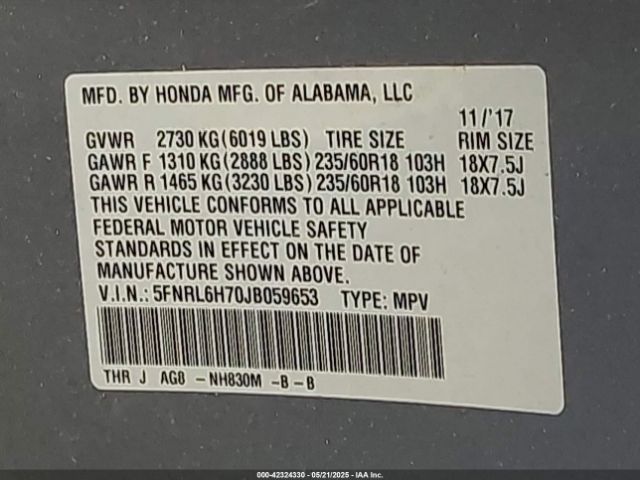 MFD. BY HONDA MFG. OF ALABAMA, LLC
11/'17
GVWR 2730 KG(6019 LBS) TIRE SIZE RIM SIZE
GAWR F 1310 KG(2888 LBS) 235/60R18 103H 18X7.5J
GAWR R 1465 KG(3230 LBS) 235/60R18 103H 18X7.5J
THIS VEHICLE CONFORMS TO ALL APPLICABLE
FEDERAL MOTOR VEHICLE SAFETY
STANDARDS IN EFFECT ON THE DATE OF
MANUFACTURE SHOWN ABOVE.
V.I.N.: 5FNRL6H70JB059653 TYPE: MPV
THR J AG0 -NH830M -B-B
000-42324330 - 05/21/2025 - IAA Inc.